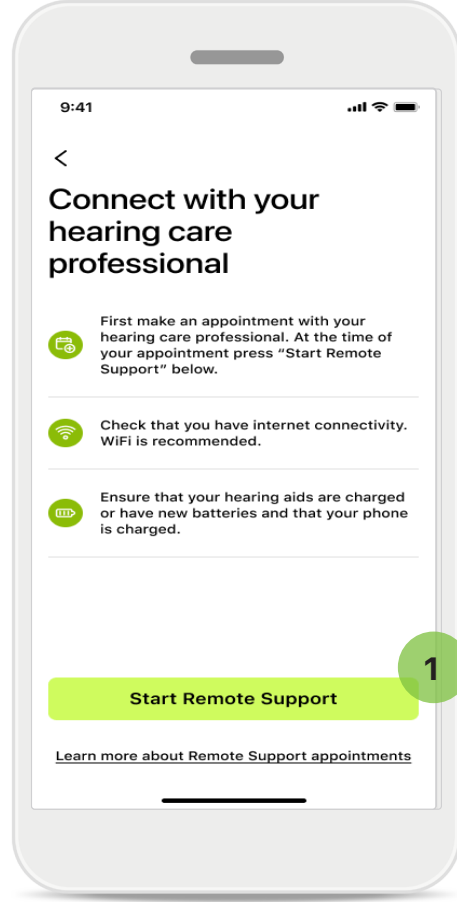 9:41
Connect with your
hearing care
professional
First make an appointment with your
hearing care professional. At the time of
your appointment press “Start Remote
Support” below.
Check that you have internet connectivity.
WiFi is recommended.
Ensure that your hearing aids are charged
or have new batteries and that your phone
is charged.
1
Start Remote Support
Learn more about Remote Support appointments